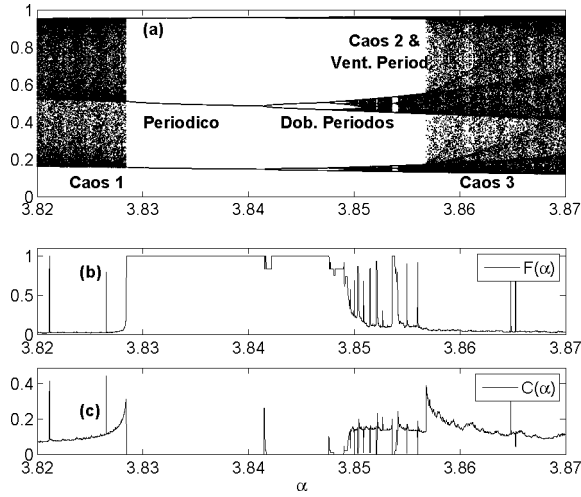 1
0.8
0.6
0.4
0.2
0
(a)
Caos 2 &
Vent. Period
Periodico
Dob. Periodos
Caos 1
Caos 3
3.82 3.83 3.84 3.85 3.86 3.87
1
0.5
0
(b)
F(α)
3.82 3.83 3.84 3.85 3.86 3.87
0.4
0.2
0
(c)
C(α)
3.82 3.83 3.84 3.85 3.86 3.87
α